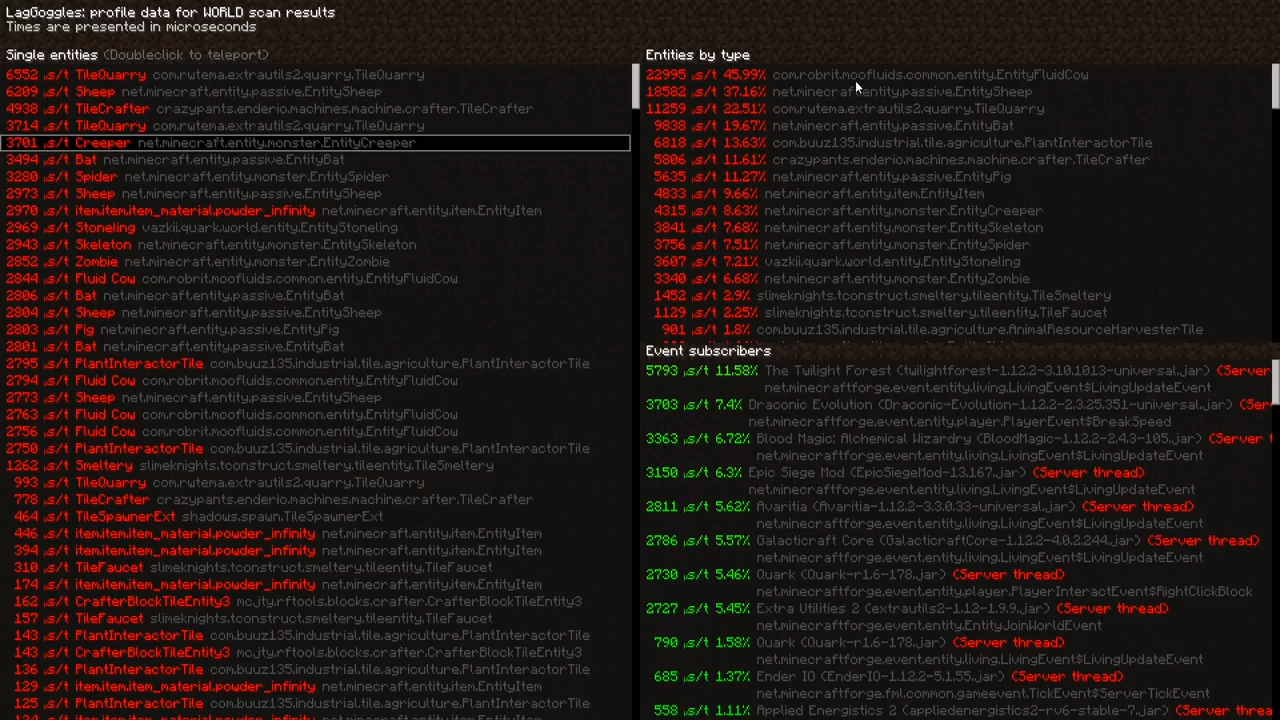 LagGoggles: profile data for WORLD scan results
Times are presented in microseconds
Single entities (Doubleclick to teleport)
6552 µs/t TileQuarry com.rwtema.extrautils2.quarry.TileQuarry
6209 µs/t Sheep net.minecraft.entity.passive.EntitySheep
4938 µs/t TileCrafter crazypants.enderio.machines.machine.crafter.TileCrafter
3714 µs/t TileQuarry com.rwtema.extrautils2.quarry.TileQuarry
3701 µs/t Creeper net.minecraft.entity.monster.EntityCreeper
3494 µs/t Bat net.minecraft.entity.passive.EntityBat
3280 µs/t Spider net.minecraft.entity.monster.EntitySpider
2973 µs/t Sheep net.minecraft.entity.passive.EntitySheep
2970 µs/t item.item.item_material.powder_infinity net.minecraft.entity.item.EntityItem
2969 µs/t Stoneling vazkii.quark.world.entity.EntityStoneling
2943 µs/t Skeleton net.minecraft.entity.monster.EntitySkeleton
2852 µs/t Zombie net.minecraft.entity.monster.EntityZombie
2844 µs/t Fluid Cow com.robrit.moofluids.common.entity.EntityFluidCow
2806 µs/t Bat net.minecraft.entity.passive.EntityBat
2804 µs/t Sheep net.minecraft.entity.passive.EntitySheep
2803 µs/t Pig net.minecraft.entity.passive.EntityPig
2801 µs/t Bat net.minecraft.entity.passive.EntityBat
2795 µs/t PlantInteractorTile com.buuz135.industrial.tile.agriculture.PlantInteractorTile
2794 µs/t Fluid Cow com.robrit.moofluids.common.entity.EntityFluidCow
2773 µs/t Sheep net.minecraft.entity.passive.EntitySheep
2763 µs/t Fluid Cow com.robrit.moofluids.common.entity.EntityFluidCow
2756 µs/t Fluid Cow com.robrit.moofluids.common.entity.EntityFluidCow
2750 µs/t PlantInteractorTile com.buuz135.industrial.tile.agriculture.PlantInteractorTile
1262 µs/t Smeltery slimeknights.tconstruct.smeltery.tileentity.TileSmeltery
993 µs/t TileQuarry com.rwtema.extrautils2.quarry.TileQuarry
778 µs/t TileCrafter crazypants.enderio.machines.machine.crafter.TileCrafter
464 µs/t TileSpawnerExt shadows.spawn.TileSpawnerExt
446 µs/t item.item.item_material.powder_infinity net.minecraft.entity.item.EntityItem
394 µs/t item.item.item_material.powder_infinity net.minecraft.entity.item.EntityItem
310 µs/t TileFaucet slimeknights.tconstruct.smeltery.tileentity.TileFaucet
174 µs/t item.item.item_material.powder_infinity net.minecraft.entity.item.EntityItem
162 µs/t CrafterBlockTileEntity3 mcjty.rftools.blocks.crafter.CrafterBlockTileEntity3
157 µs/t TileFaucet slimeknights.tconstruct.smeltery.tileentity.TileFaucet
143 µs/t PlantInteractorTile com.buuz135.industrial.tile.agriculture.PlantInteractorTile
143 µs/t CrafterBlockTileEntity3 mcjty.rftools.blocks.crafter.CrafterBlockTileEntity3
136 µs/t PlantInteractorTile com.buuz135.industrial.tile.agriculture.PlantInteractorTile
129 µs/t item.item.item_material.powder_infinity net.minecraft.entity.item.EntityItem
125 µs/t PlantInteractorTile com.buuz135.industrial.tile.agriculture.PlantInteractorTile
Entities by type
22995 µs/t 45.99% com.robrit.moofluids.common.entity.EntityFluidCow
18582 µs/t 37.16% net.minecraft.entity.passive.EntitySheep
11259 µs/t 22.51% com.rwtema.extrautils2.quarry.TileQuarry
9838 µs/t 19.67% net.minecraft.entity.passive.EntityBat
6818 µs/t 13.63% com.buuz135.industrial.tile.agriculture.PlantInteractorTile
5806 µs/t 11.61% crazypants.enderio.machines.machine.crafter.TileCrafter
5635 µs/t 11.27% net.minecraft.entity.passive.EntityPig
4833 µs/t 9.66% net.minecraft.entity.item.EntityItem
4315 µs/t 8.63% net.minecraft.entity.monster.EntityCreeper
3841 µs/t 7.68% net.minecraft.entity.monster.EntitySkeleton
3756 µs/t 7.51% net.minecraft.entity.monster.EntitySpider
3607 µs/t 7.21% vazkii.quark.world.entity.EntityStoneling
3340 µs/t 6.68% net.minecraft.entity.monster.EntityZombie
1452 µs/t 2.9% slimeknights.tconstruct.smeltery.tileentity.TileSmeltery
1129 µs/t 2.25% slimeknights.tconstruct.smeltery.tileentity.TileFaucet
901 µs/t 1.8% com.buuz135.industrial.tile.agriculture.AnimalResourceHarvesterTile
Event subscribers
5793 µs/t 11.58% The Twilight Forest (twilightforest-1.12.2-3.10.1013-universal.jar) (Server
net.minecraftforge.event.entity.living.LivingEvent$LivingUpdateEvent
3703 µs/t 7.4% Draconic Evolution (Draconic-Evolution-1.12.2-2.3.25.351-universal.jar) (Ser
net.minecraftforge.event.entity.player.PlayerEvent$BreakSpeed
3363 µs/t 6.72% Blood Magic: Alchemical Wizardry (BloodMagic-1.12.2-2.4.3-105.jar) (Server t
net.minecraftforge.event.entity.living.LivingEvent$LivingUpdateEvent
3150 µs/t 6.3% Epic Siege Mod (EpicSiegeMod-13.167.jar) (Server thread)
net.minecraftforge.event.entity.living.LivingEvent$LivingUpdateEvent
2811 µs/t 5.62% Avaritia (Avaritia-1.12.2-3.3.0.33-universal.jar) (Server thread)
net.minecraftforge.event.entity.living.LivingEvent$LivingUpdateEvent
2786 µs/t 5.57% Galacticraft Core (GalacticraftCore-1.12.2-4.0.2.244.jar) (Server thread)
net.minecraftforge.event.entity.living.LivingEvent$LivingUpdateEvent
2730 µs/t 5.46% Quark (Quark-r1.6-178.jar) (Server thread)
net.minecraftforge.event.entity.player.PlayerInteractEvent$RightClickBlock
2727 µs/t 5.45% Extra Utilities 2 (extrautils2-1.12-1.9.9.jar) (Server thread)
net.minecraftforge.event.entity.EntityJoinWorldEvent
790 µs/t 1.58% Quark (Quark-r1.6-178.jar) (Server thread)
net.minecraftforge.event.entity.living.LivingEvent$LivingUpdateEvent
685 µs/t 1.37% Ender IO (EnderIO-1.12.2-5.1.55.jar) (Server thread)
net.minecraftforge.fml.common.gameevent.TickEvent$ServerTickEvent
558 µs/t 1.11% Applied Energistics 2 (appliedenergistics2-rv6-stable-7.jar) (Server threa